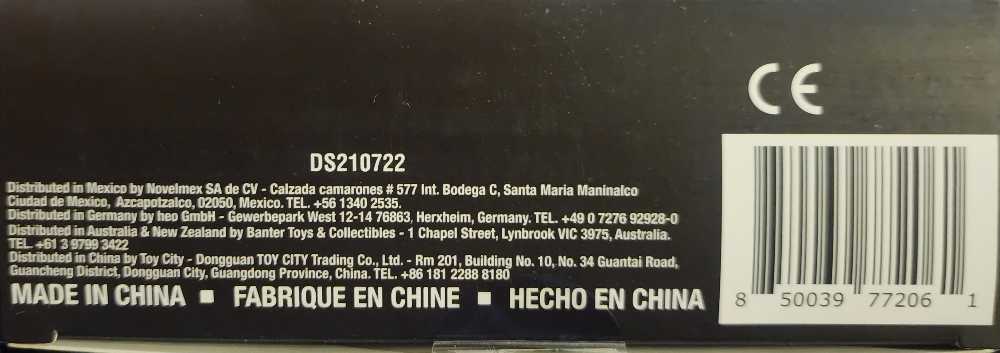 CE
DS210722
Distributed in Mexico by Novelmex SA de CV - Calzada camarones # 577 Int. Bodega C, Santa Maria Maninalco
Ciudad de Mexico, Azcapotzalco, 02050, Mexico. TEL. +56 1340 2535.
Distributed in Germany by heo GmbH - Gewerbepark West 12-14 76863, Herxheim, Germany. TEL. +49 0 7276 92928-0
Distributed in Australia & New Zealand by Banter Toys & Collectibles - 1 Chapel Street, Lynbrook VIC 3975, Australia.
TEL. +61 3 9799 3422
Distributed in China by Toy City - Dongguan TOY CITY Trading Co., Ltd. - Rm 201, Building No. 10, No. 34 Guantai Road,
Guancheng District, Dongguan City, Guangdong Province, China. TEL. +86 181 2288 8180
MADE IN CHINA ■ FABRIQUE EN CHINE ■ HECHO EN CHINA
8 50039 77206 1